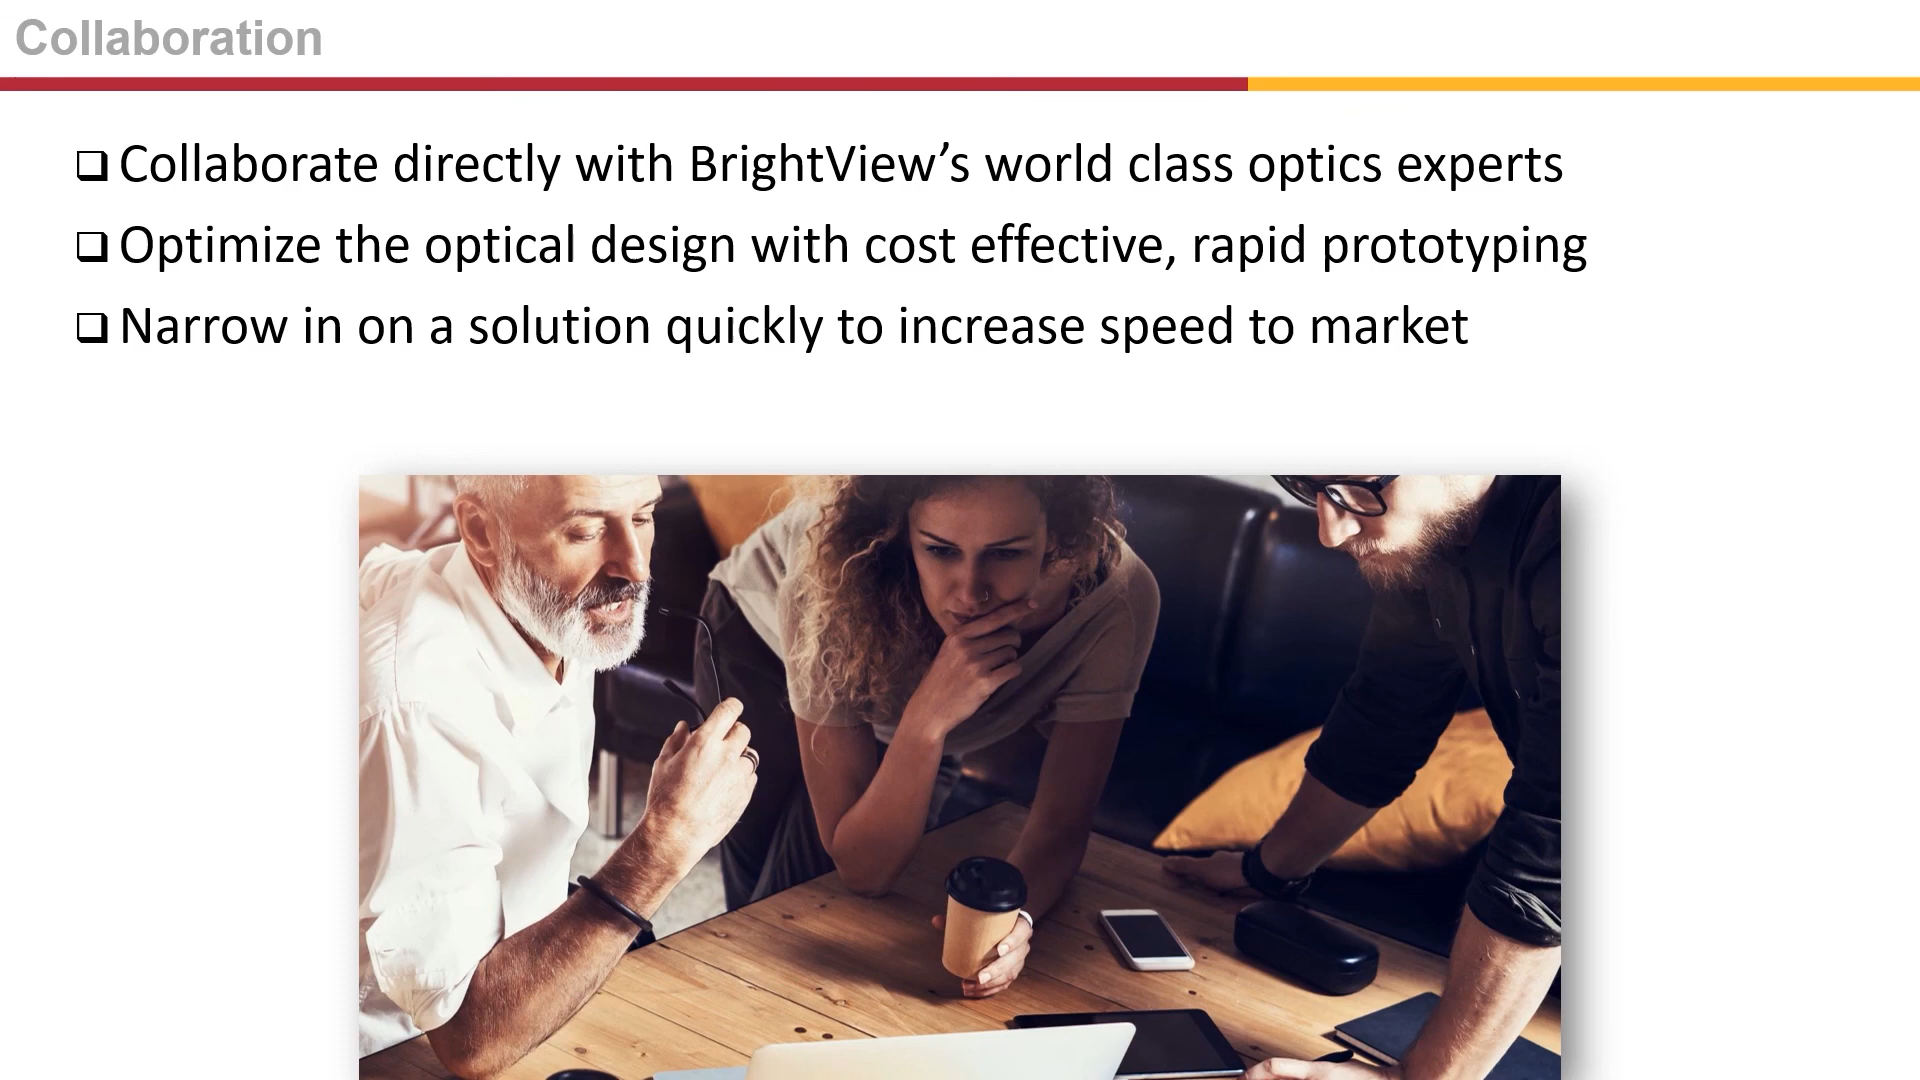 Collaboration
❑ Collaborate directly with BrightView’s world class optics experts
❑ Optimize the optical design with cost effective, rapid prototyping
❑ Narrow in on a solution quickly to increase speed to market